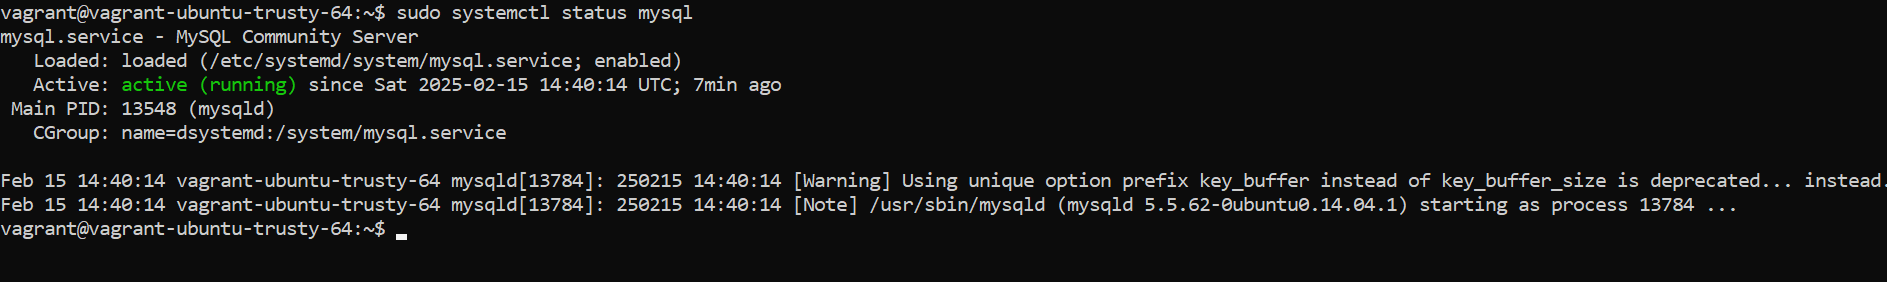 vagrant@vagrant-ubuntu-trusty-64:~$ sudo systemctl status mysql
mysql.service - MySQL Community Server
   Loaded: loaded (/etc/systemd/system/mysql.service; enabled)
   Active: active (running) since Sat 2025-02-15 14:40:14 UTC; 7min ago
 Main PID: 13548 (mysqld)
   CGroup: name=dsystemd:/system/mysql.service

Feb 15 14:40:14 vagrant-ubuntu-trusty-64 mysqld[13784]: 250215 14:40:14 [Warning] Using unique option prefix key_buffer instead of key_buffer_size is deprecated... instead.
Feb 15 14:40:14 vagrant-ubuntu-trusty-64 mysqld[13784]: 250215 14:40:14 [Note] /usr/sbin/mysqld (mysqld 5.5.62-0ubuntu0.14.04.1) starting as process 13784 ...
vagrant@vagrant-ubuntu-trusty-64:~$